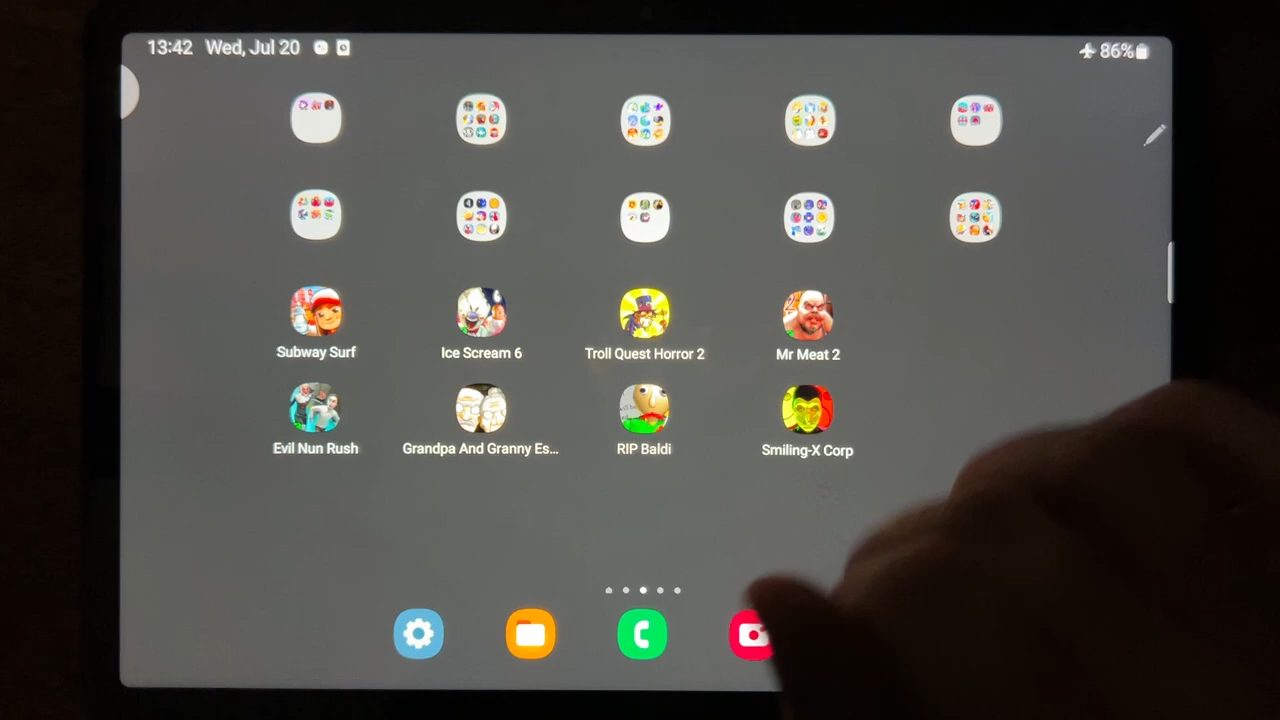 13:42 Wed, Jul 20
86%
Subway Surf
Ice Scream 6
Troll Quest Horror 2
Mr Meat 2
Evil Nun Rush
Grandpa And Granny Es...
RIP Baldi
Smiling-X Corp